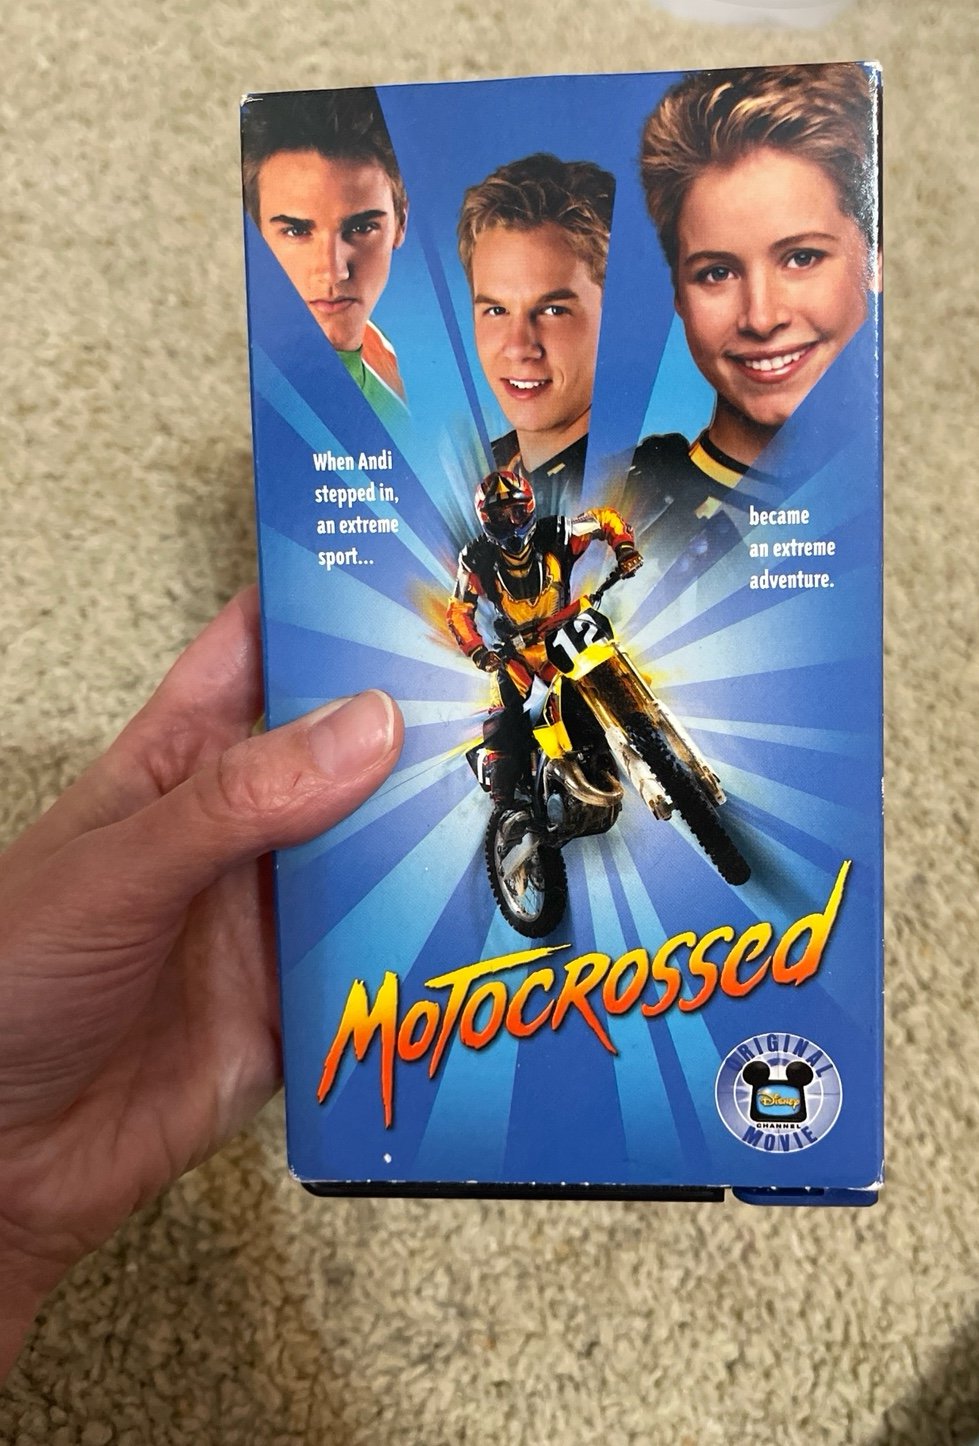 When Andi
stepped in,
an extreme
sport...
became
an extreme
adventure.
12
MOTOCROSSED
ORIGINAL
Disney
CHANNEL
MOVIE